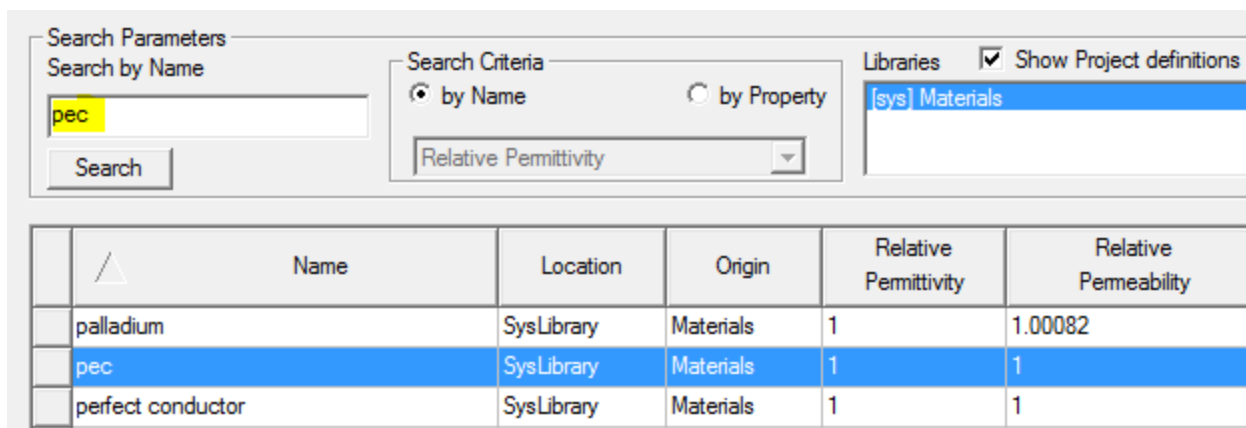 Search Parameters
Search by Name
pec
Search
Search Criteria
by Name
by Property
Relative Permittivity
Libraries
Show Project definitions
[sys] Materials
Name Location Origin Relative Permittivity Relative Permeability
palladium SysLibrary Materials 1 1.00082
pec SysLibrary Materials 1 1
perfect conductor SysLibrary Materials 1 1